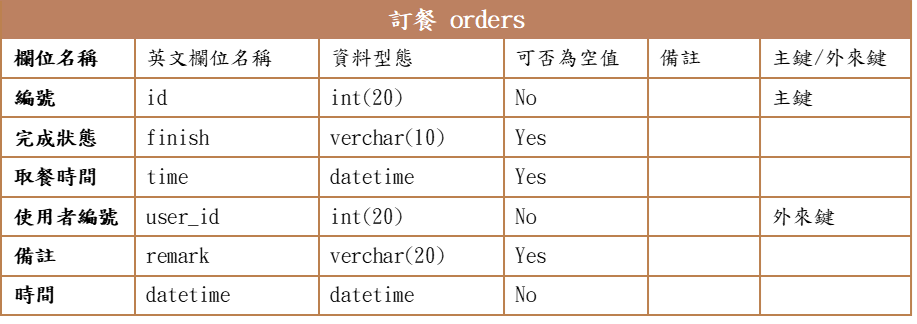 訂餐 orders
欄位名稱 英文欄位名稱 資料型態 可否為空值 備註 主鍵/外來鍵
編號 id int(20) No 主鍵
完成狀態 finish verchar(10) Yes
取餐時間 time datetime Yes
使用者編號 user_id int(20) No 外來鍵
備註 remark verchar(20) Yes
時間 datetime datetime No